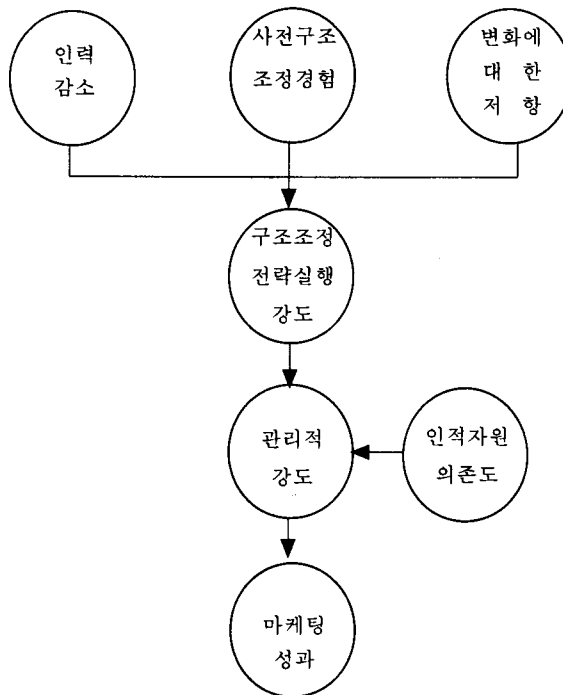 인력
감소
사전구조
조정경험
변화에
대 한
저 항
구조조정
전략실행
강도
관리적
강도
인적자원
의존도
마케팅
성과